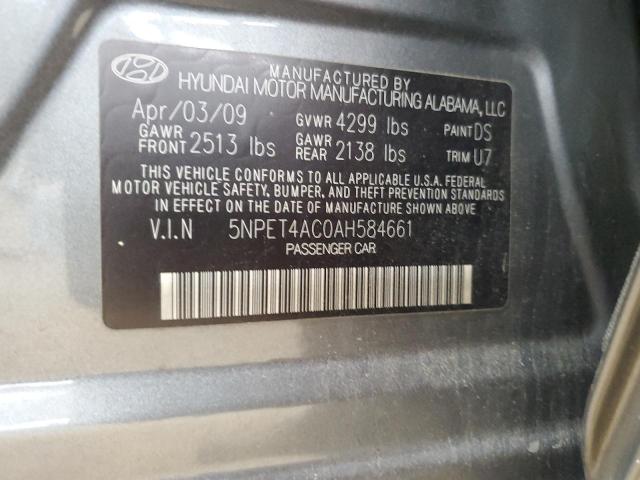 MANUFACTURED BY
HYUNDAI MOTOR MANUFACTURING ALABAMA, LLC
Apr/03/09 GVWR 4299 lbs PAINT DS
GAWR FRONT 2513 lbs GAWR REAR 2138 lbs TRIM U7
THIS VEHICLE CONFORMS TO ALL APPLICABLE U.S.A. FEDERAL
MOTOR VEHICLE SAFETY, BUMPER, AND THEFT PREVENTION STANDARDS
IN EFFECT ON THE DATE OF MANUFACTURE SHOWN ABOVE.
V.I.N 5NPET4AC0AH584661
PASSENGER CAR